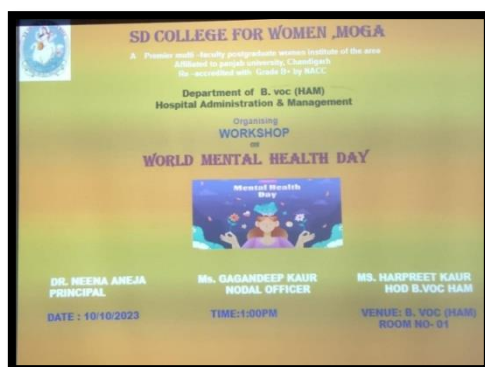 SD COLLEGE FOR WOMEN ,MOGA
A Premier multi -faculty postgraduate women institute of the area
Affiliated to panjab university, Chandigarh
Re -accredited with Grade B+ by NACC
Department of B. voc (HAM)
Hospital Administration & Management
Organising
WORKSHOP
on
WORLD MENTAL HEALTH DAY
Mental Health
Day
DR. NEENA ANEJA
PRINCIPAL
Ms. GAGANDEEP KAUR
NODAL OFFICER
MS. HARPREET KAUR
HOD B.VOC HAM
DATE : 10/10/2023
TIME:1:00PM
VENUE: B. VOC (HAM)
ROOM NO- 01